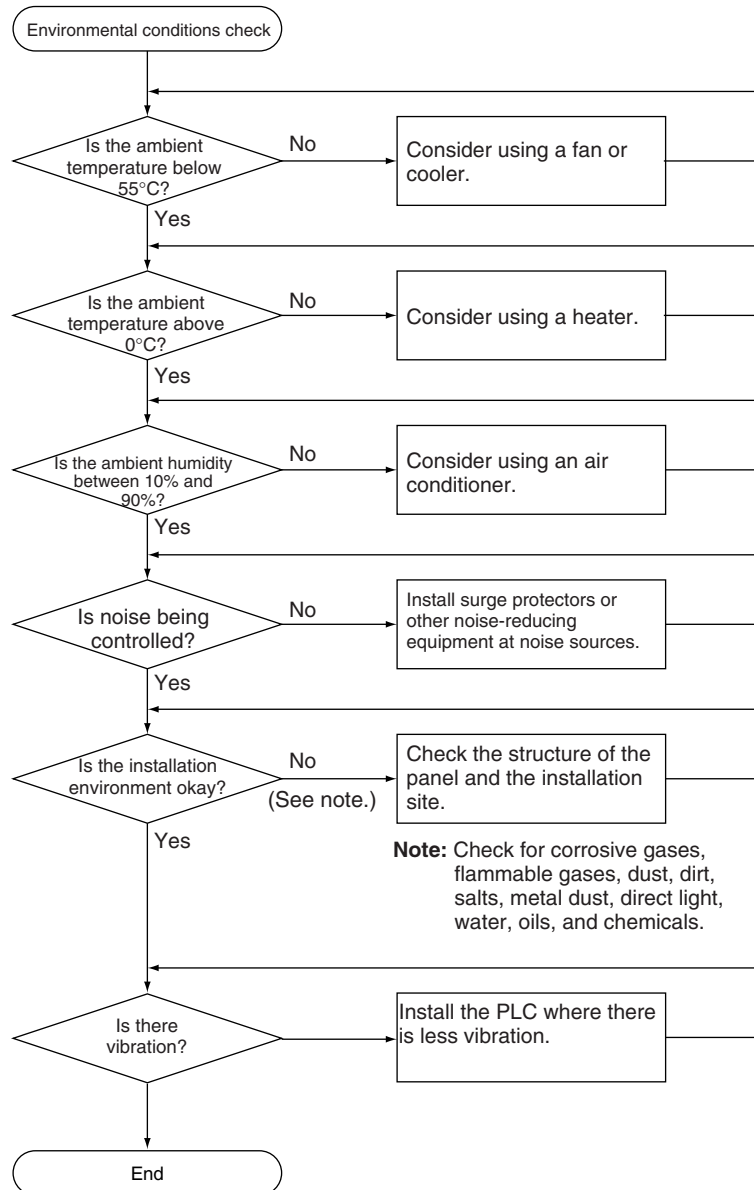 Environmental conditions check
Is the ambient
temperature below
55°C?
No
Consider using a fan or
cooler.
Yes
Is the ambient
temperature above
0°C?
No
Consider using a heater.
Yes
Is the ambient humidity
between 10% and
90%?
No
Consider using an air
conditioner.
Yes
Is noise being
controlled?
No
Install surge protectors or
other noise-reducing
equipment at noise sources.
Yes
Is the installation
environment okay?
No
(See note.)
Check the structure of the
panel and the installation
site.
Yes
Note: Check for corrosive gases,
flammable gases, dust, dirt,
salts, metal dust, direct light,
water, oils, and chemicals.
Is there
vibration?
Install the PLC where there
is less vibration.
End